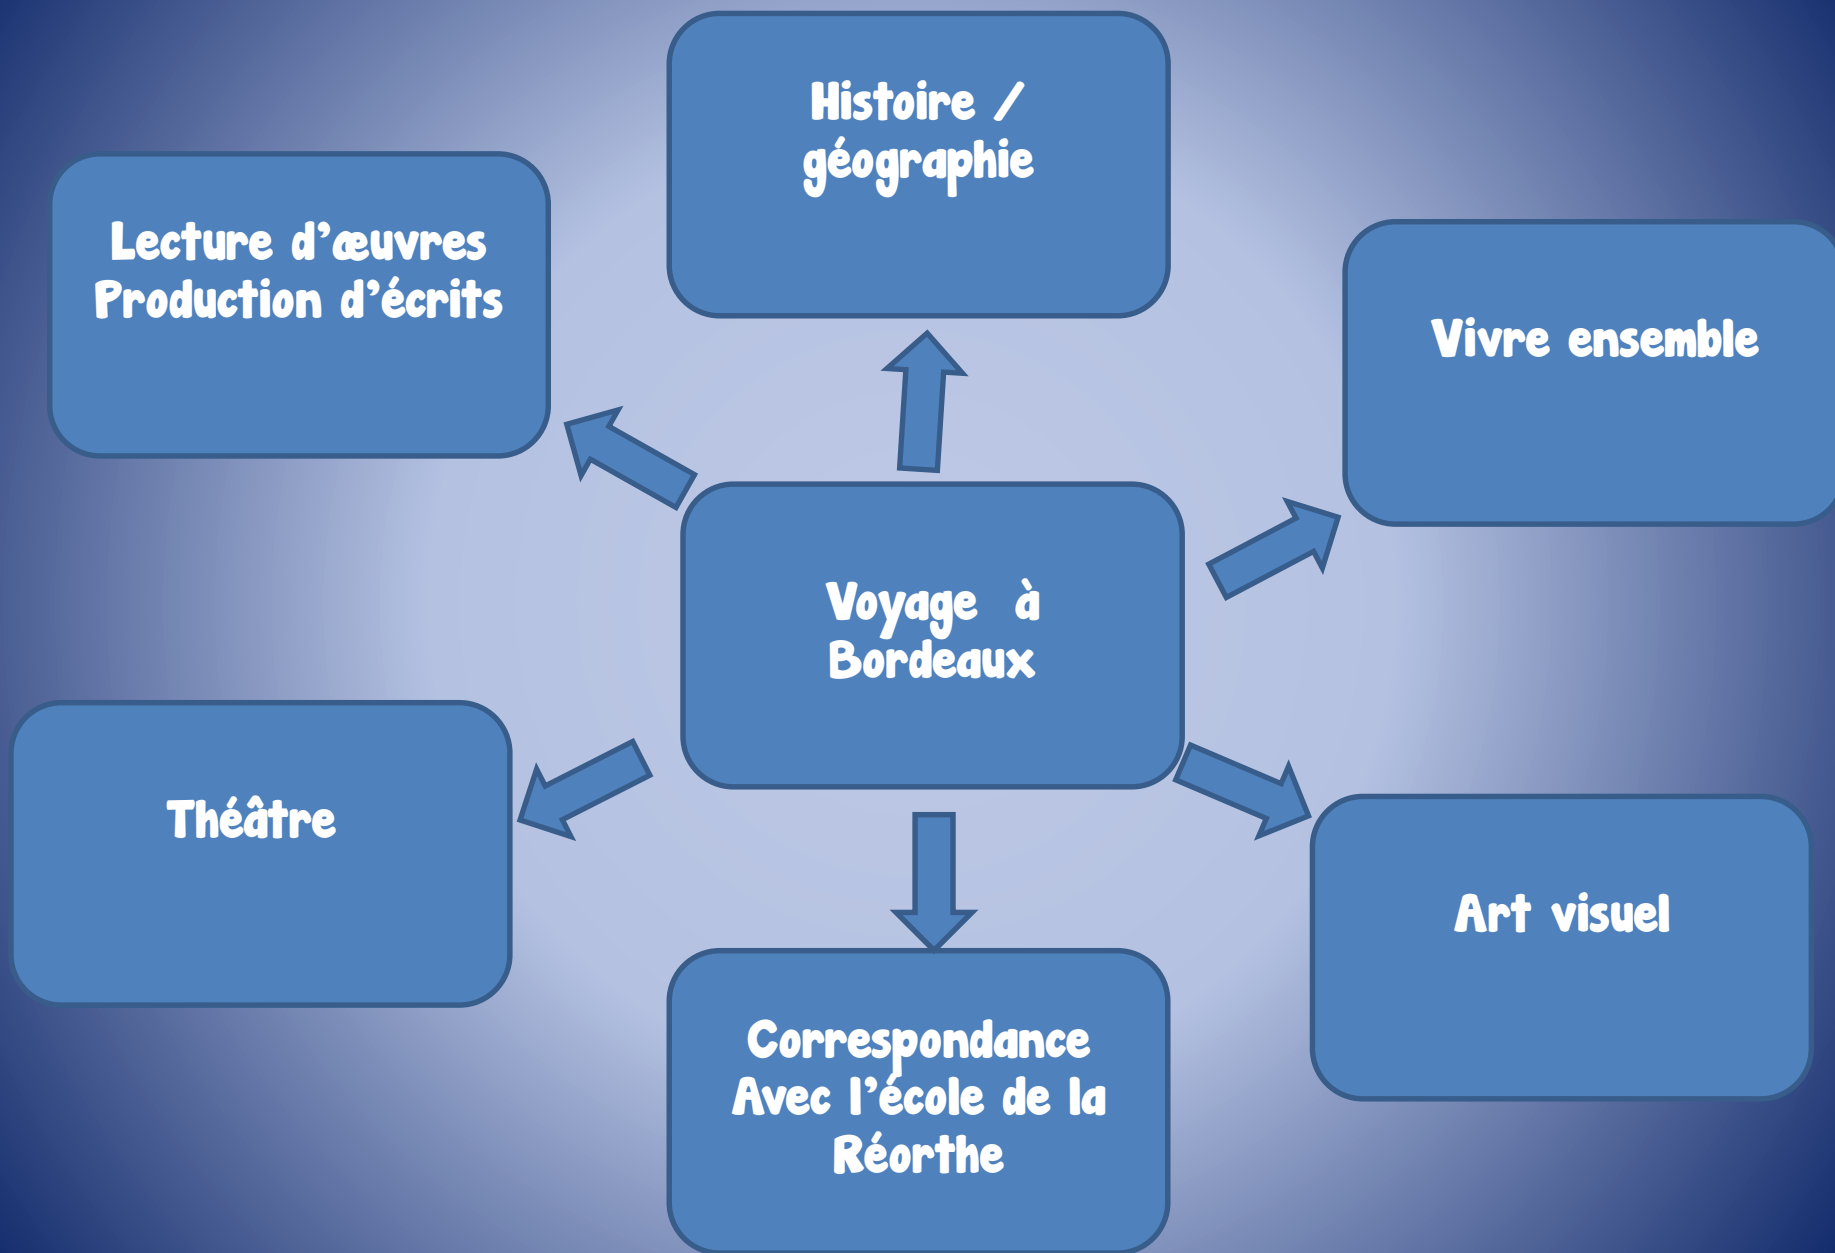 Histoire /
géographie
Lecture d'œuvres
Production d'écrits
Vivre ensemble
Voyage à
Bordeaux
Théâtre
Art visuel
Correspondance
Avec l'école de la
Réorthe